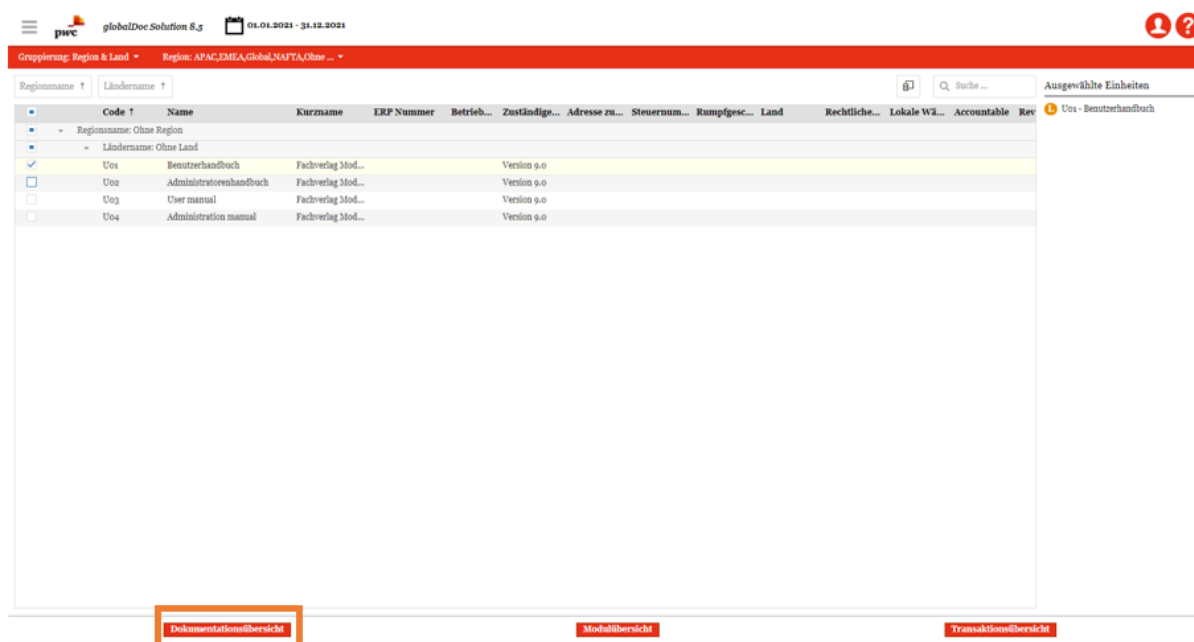 pwc globalDoc Solution 8.5 01.01.2021 - 31.12.2021
Gruppierung: Region & Land Region: APAC,EMEA,Global,NAFTA,Ohne ...
Regionsname ↑ Ländername ↑ Suche ... Ausgewählte Einheiten
Code ↑ Name Kurzname ERP Nummer Betrieb... Zuständige... Adresse zu... Steuernum... Rumpfgesc... Land Rechtliche... Lokale Wä... Accountable Rev L U01 - Benutzerhandbuch
Regionsname: Ohne Region
Ländername: Ohne Land
U01 Benutzerhandbuch Fachverlag Mod... Version 9.0
U02 Administratorenhandbuch Fachverlag Mod... Version 9.0
U03 User manual Fachverlag Mod... Version 9.0
U04 Administration manual Fachverlag Mod... Version 9.0
Dokumentationsübersicht Modulübersicht Transaktionsübersicht